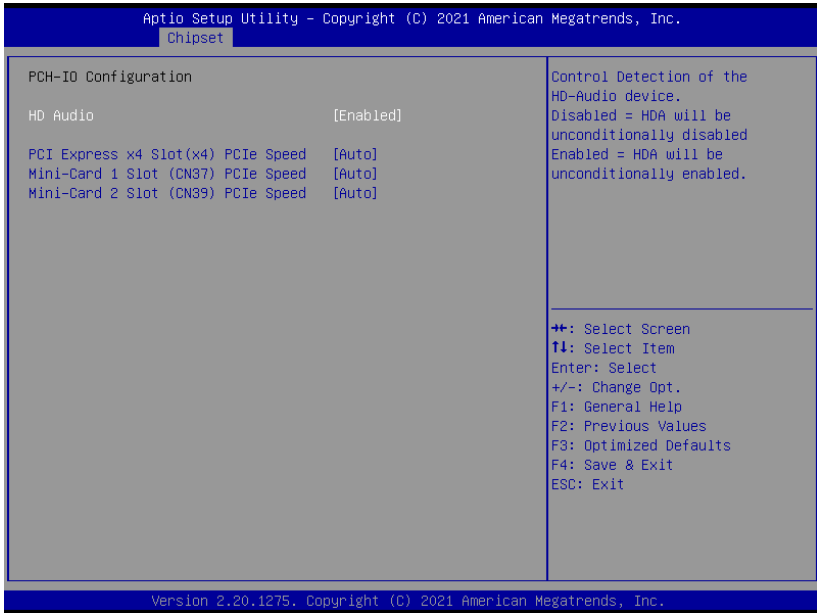 Aptio Setup Utility – Copyright (C) 2021 American Megatrends, Inc.
Chipset
PCH-IO Configuration
HD Audio [Enabled]
PCI Express x4 Slot(x4) PCIe Speed [Auto]
Mini-Card 1 Slot (CN37) PCIe Speed [Auto]
Mini-Card 2 Slot (CN39) PCIe Speed [Auto]
Control Detection of the
HD-Audio device.
Disabled = HDA will be
unconditionally disabled
Enabled = HDA will be
unconditionally enabled.
→←: Select Screen
↑↓: Select Item
Enter: Select
+/-: Change Opt.
F1: General Help
F2: Previous Values
F3: Optimized Defaults
F4: Save & Exit
ESC: Exit
Version 2.20.1275. Copyright (C) 2021 American Megatrends, Inc.